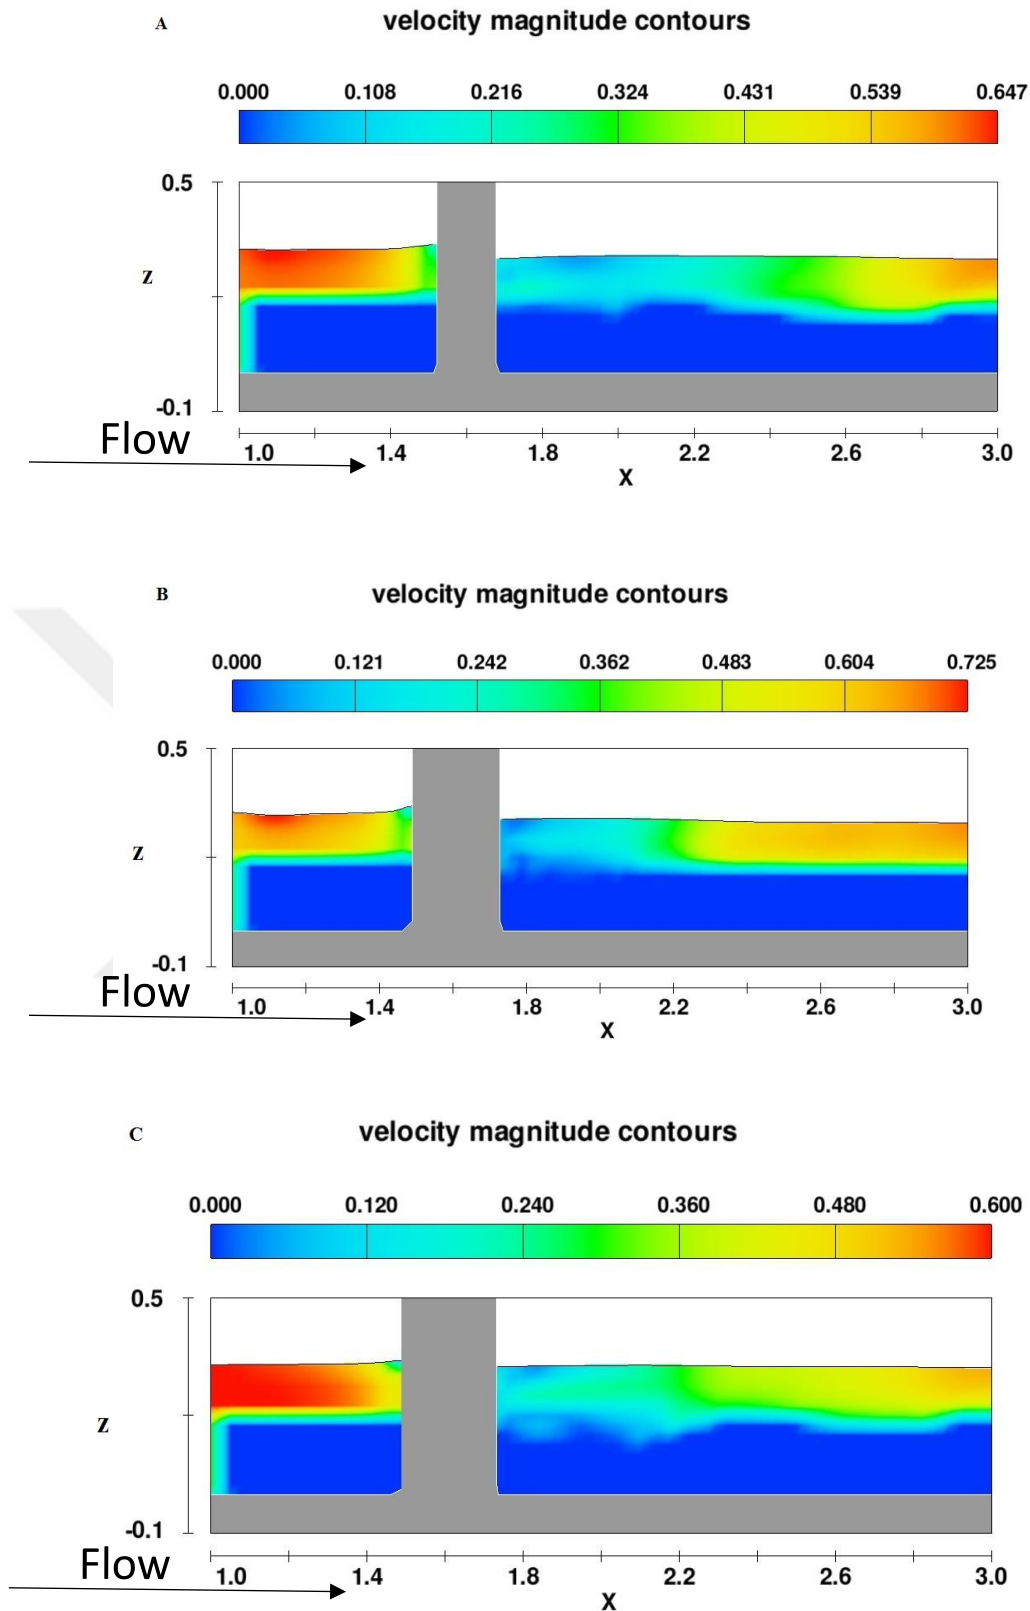 A
velocity magnitude contours
0.000 0.108 0.216 0.324 0.431 0.539 0.647
0.5
Z
-0.1
Flow
1.0 1.4 1.8 2.2 2.6 3.0
X
B
velocity magnitude contours
0.000 0.121 0.242 0.362 0.483 0.604 0.725
0.5
Z
-0.1
Flow
1.0 1.4 1.8 2.2 2.6 3.0
X
C
velocity magnitude contours
0.000 0.120 0.240 0.360 0.480 0.600
0.5
Z
-0.1
Flow
1.0 1.4 1.8 2.2 2.6 3.0
X